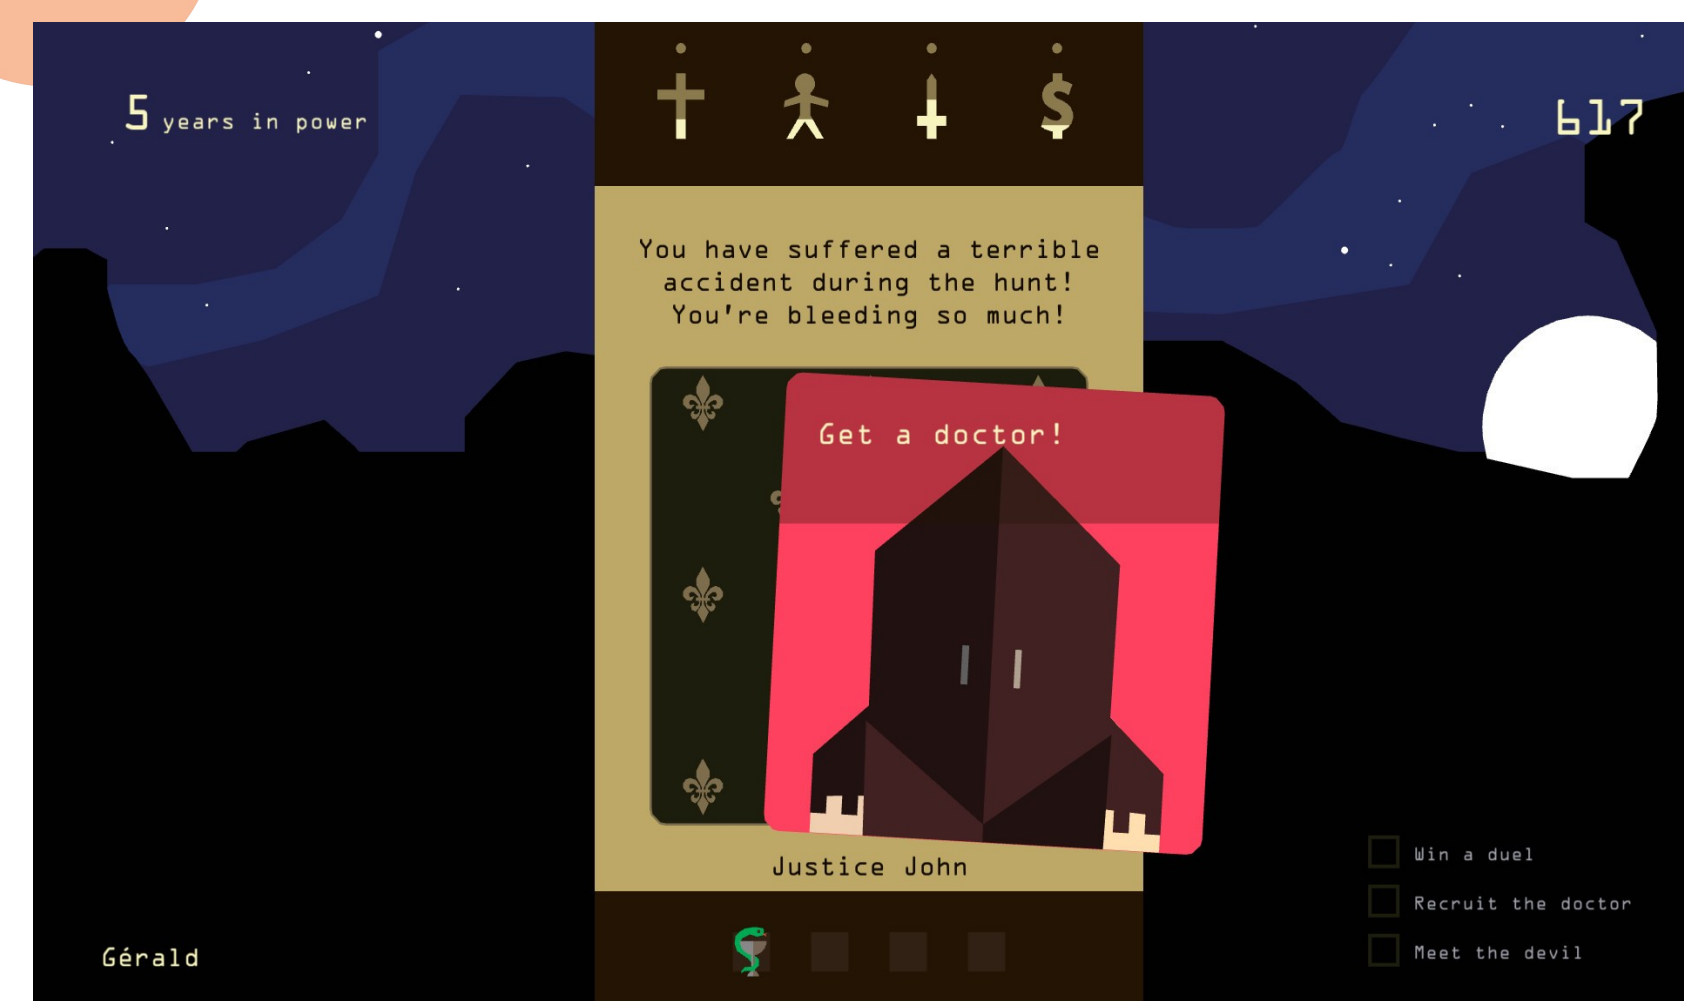 5 years in power
617
You have suffered a terrible
accident during the hunt!
You're bleeding so much!
Get a doctor!
Justice John
Gérald
Win a duel
Recruit the doctor
Meet the devil